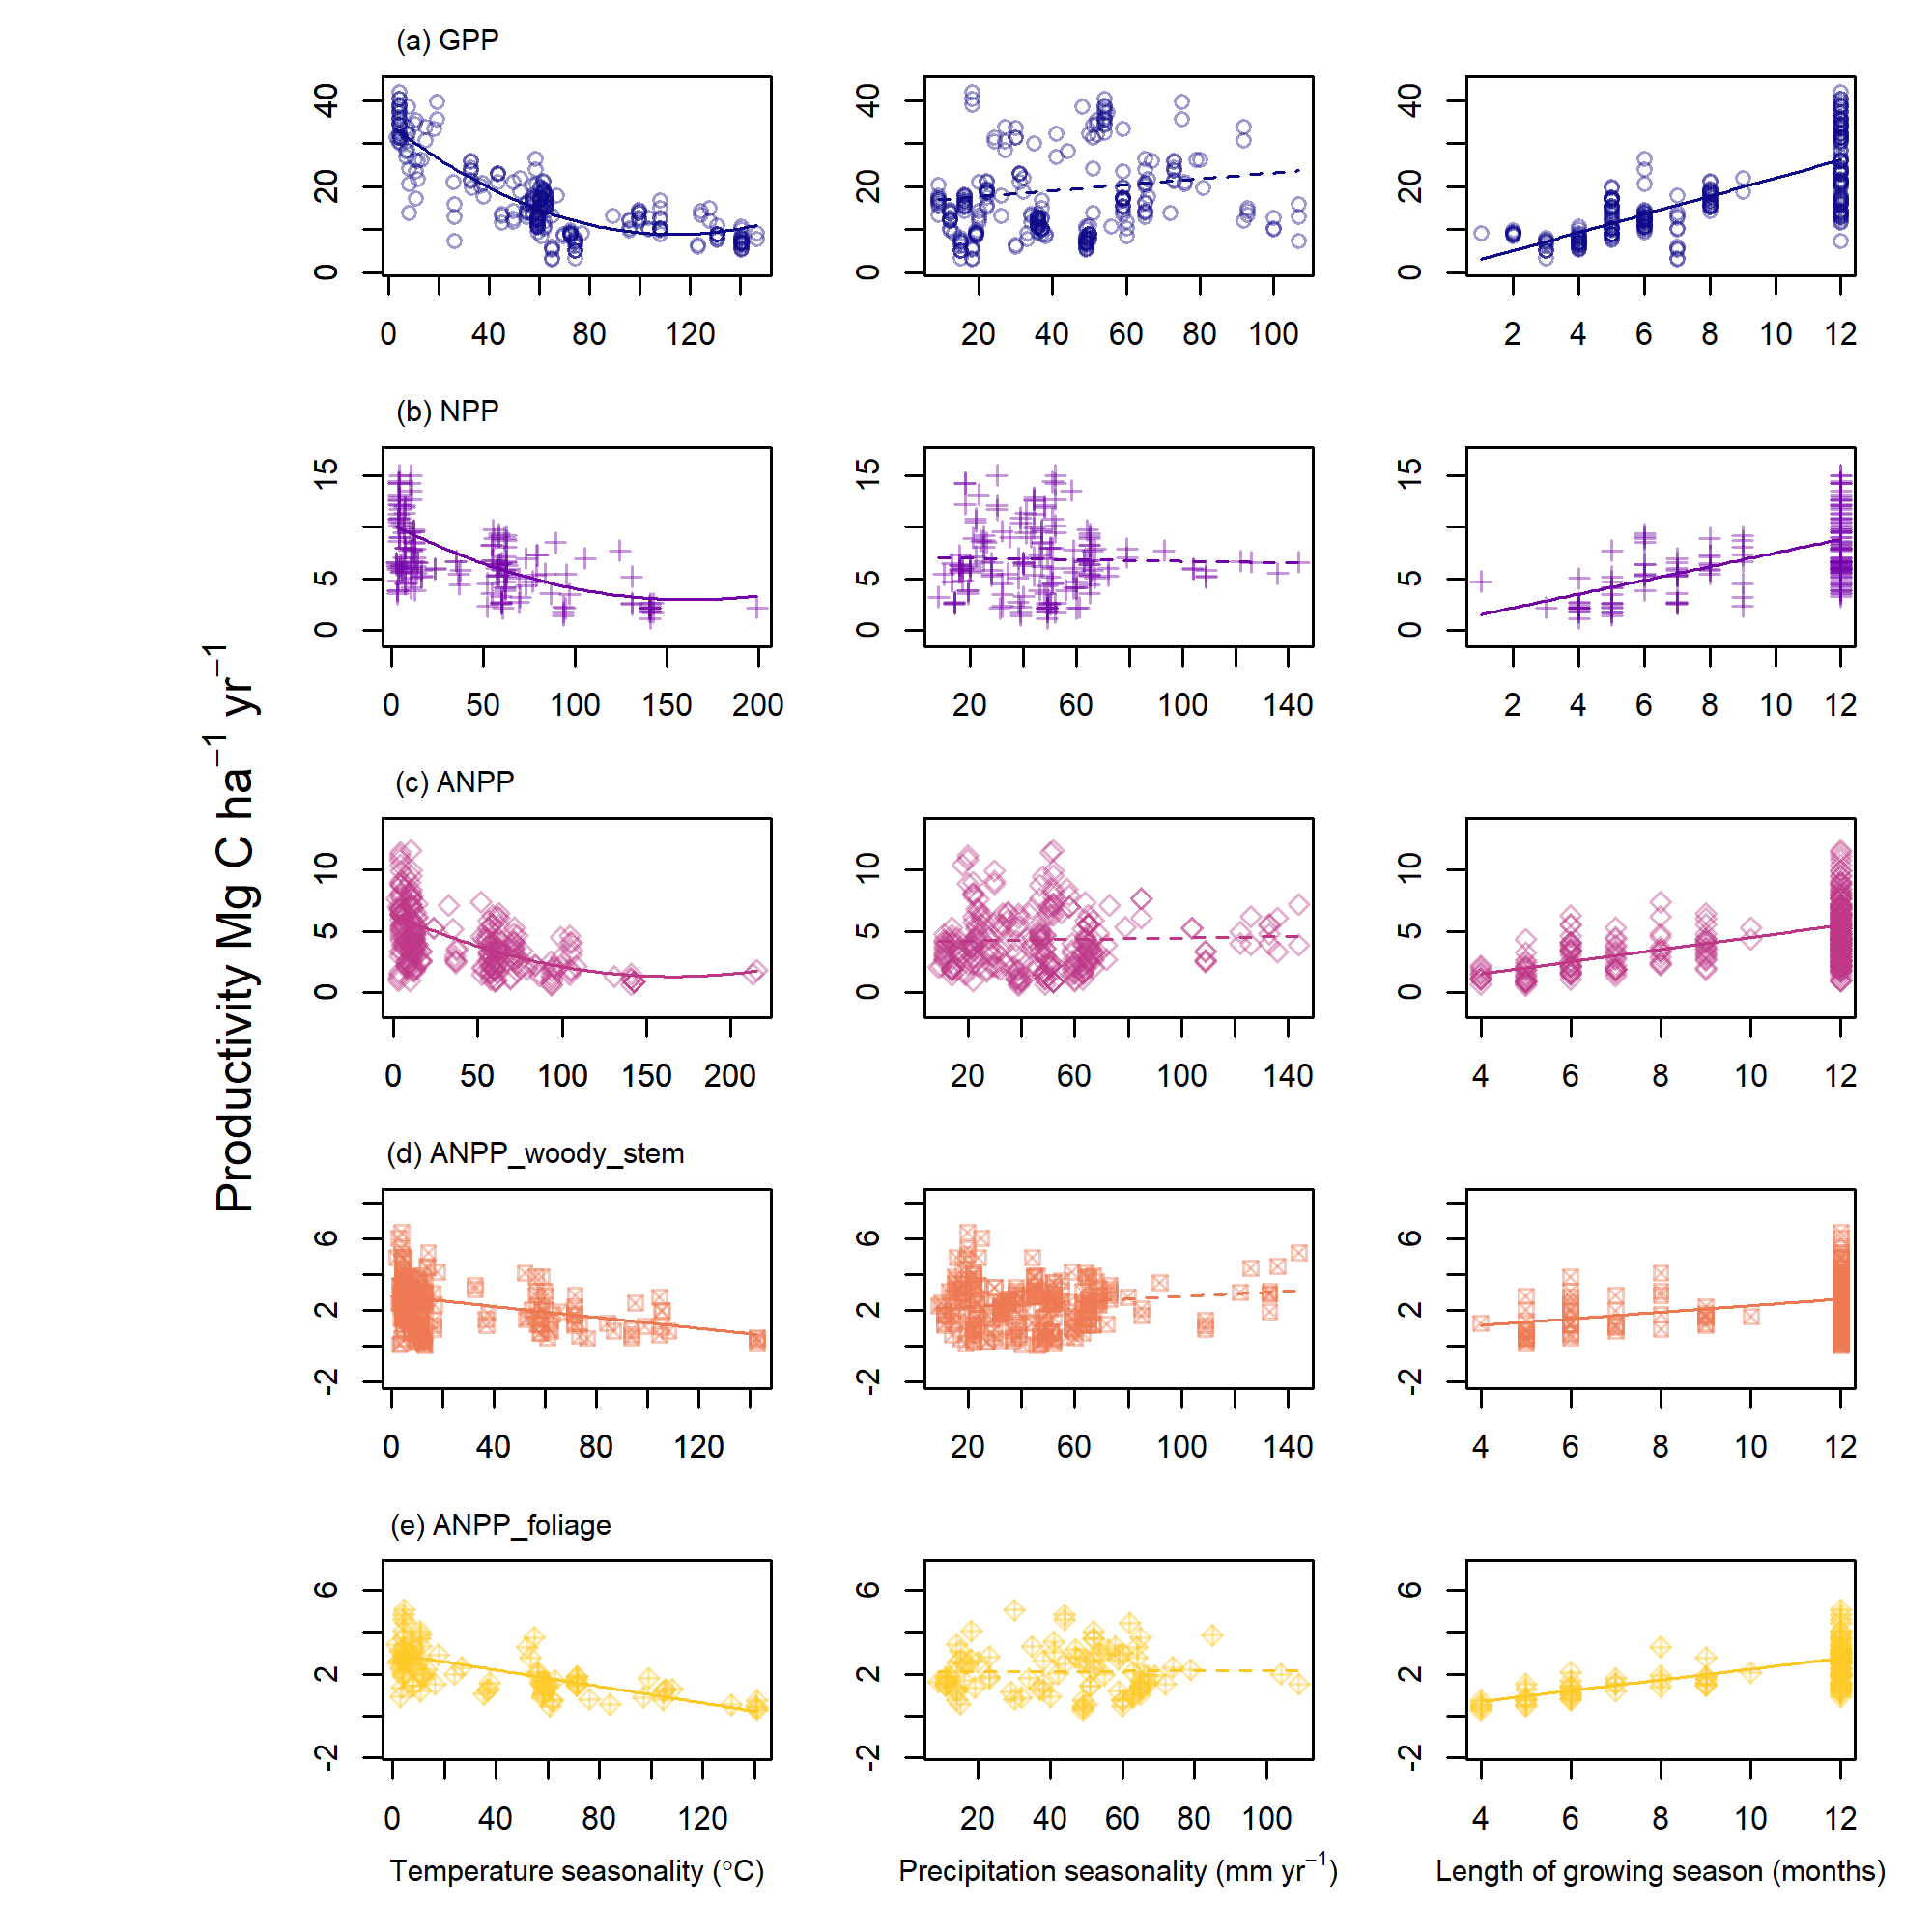 (a) GPP
0 20 40
0 40 80 120
0 20 40
20 40 60 80 100
0 20 40
2 4 6 8 10 12
(b) NPP
0 5 15
0 50 100 150 200
0 5 15
20 60 100 140
0 5 15
2 4 6 8 10 12
Productivity Mg C ha⁻¹ yr⁻¹
(c) ANPP
0 5 10
0 50 100 150 200
0 5 10
20 60 100 140
0 5 10
4 6 8 10 12
(d) ANPP_woody_stem
-2 2 6
0 40 80 120
-2 2 6
20 60 100 140
-2 2 6
4 6 8 10 12
(e) ANPP_foliage
-2 2 6
0 40 80 120
-2 2 6
20 40 60 80 100
-2 2 6
4 6 8 10 12
Temperature seasonality (°C)
Precipitation seasonality (mm yr⁻¹)
Length of growing season (months)